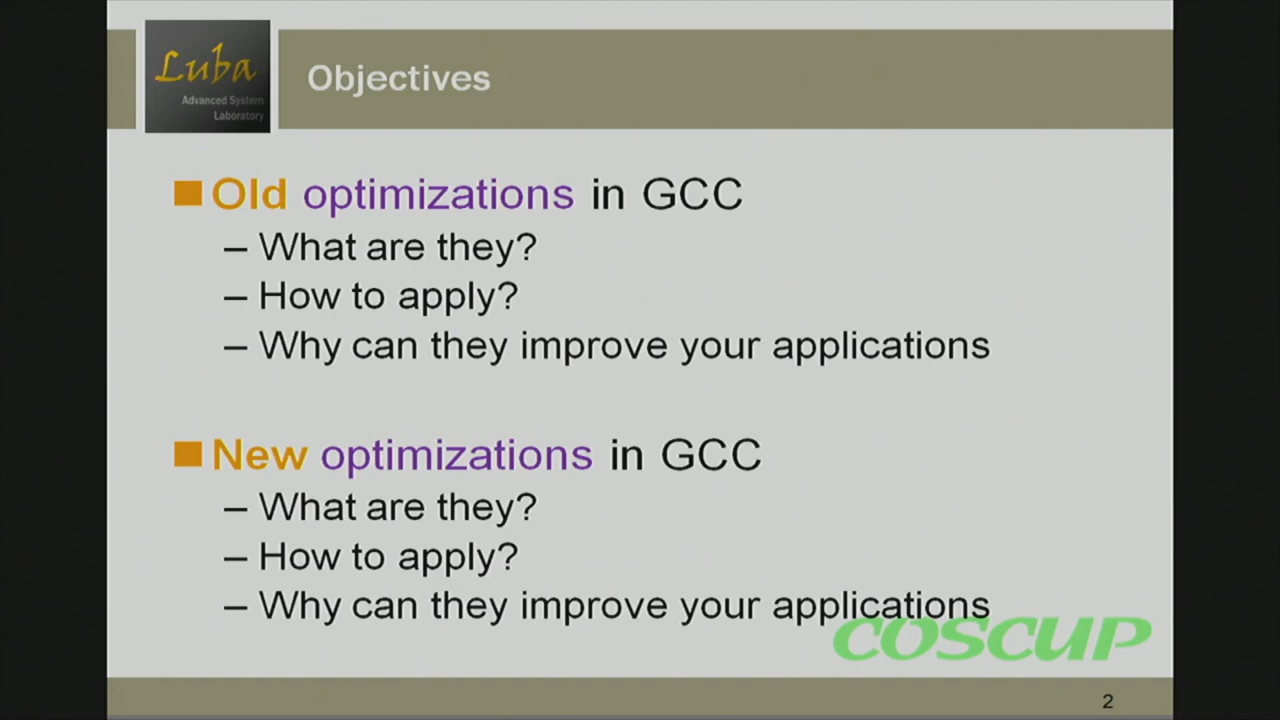 Luba
Advanced System
Laboratory
Objectives
Old optimizations in GCC
– What are they?
– How to apply?
– Why can they improve your applications
New optimizations in GCC
– What are they?
– How to apply?
– Why can they improve your applications
COSCUP
2